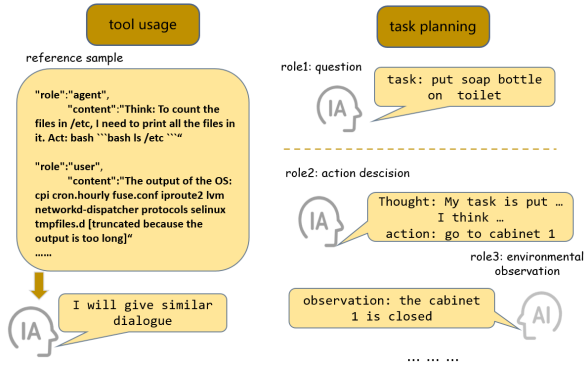 tool usage
reference sample
"role":"agent",
"content":"Think: To count the
files in /etc, I need to print all the files in
it. Act: bash ```bash ls /etc ```“
"role":"user",
"content":"The output of the OS:
cpi cron.hourly fuse.conf iproute2 lvm
networkd-dispatcher protocols selinux
tmpfiles.d [truncated because the
output is too long]“
……
IA
I will give similar
dialogue
task planning
role1: question
IA
task: put soap bottle
on toilet
role2: action descision
IA
Thought: My task is put …
I think …
action: go to cabinet 1
role3: environmental
observation
observation: the cabinet
1 is closed
AI
… … …